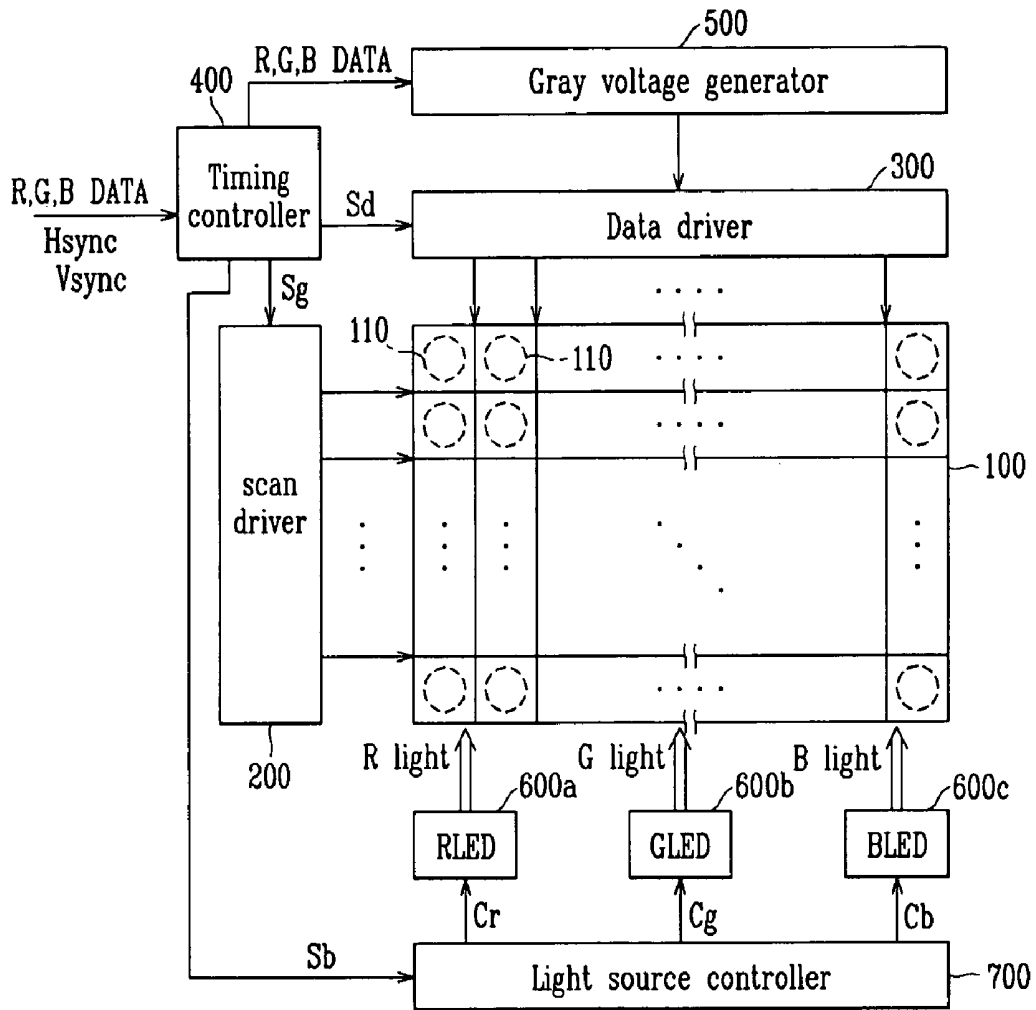 500
R,G,B DATA
400
Gray voltage generator
300
R,G,B DATA
Timing
controller
Sd
Data driver
Hsync
Vsync
Sg
110
110
100
scan
driver
200
R light
G light
B light
600a
600b
600c
RLED
GLED
BLED
Cr
Cg
Cb
Sb
Light source controller
700